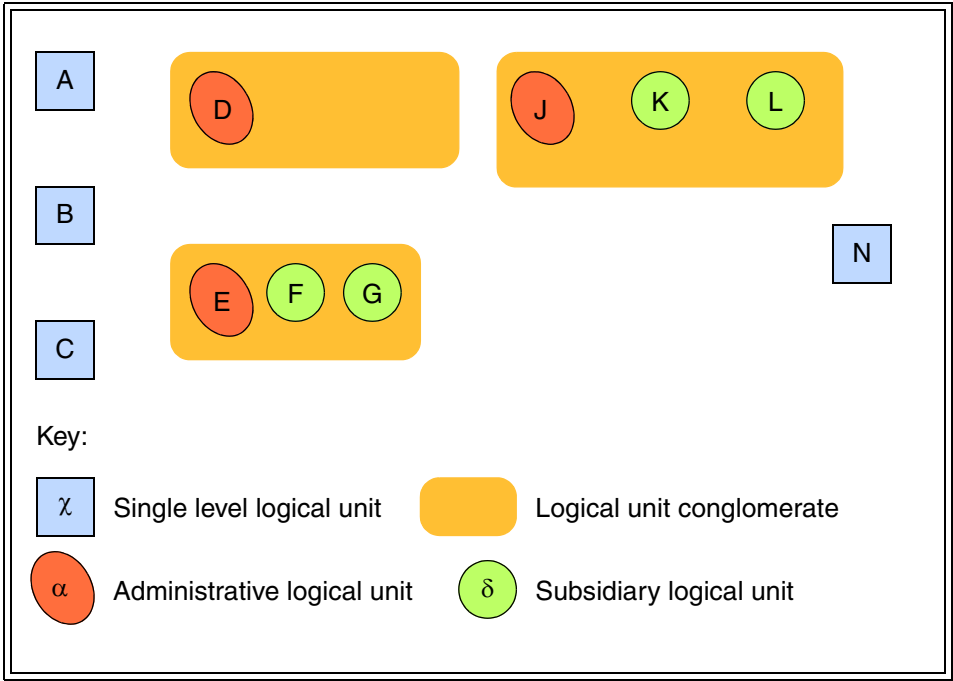 A
D
J
K
L
B
N
E
F
G
C
Key:
χ Single level logical unit
Logical unit conglomerate
α Administrative logical unit
δ Subsidiary logical unit